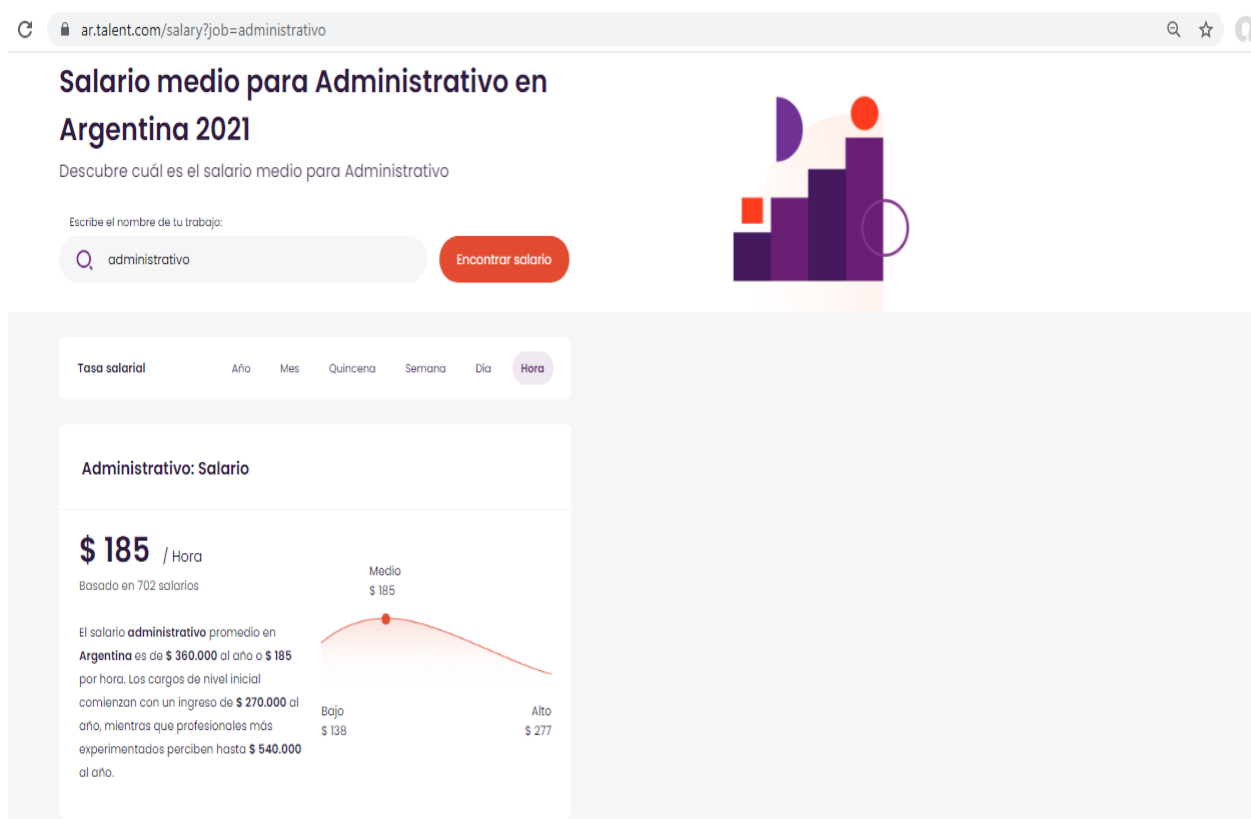 ar.talent.com/salary?job=administrativo
Salario medio para Administrativo en
Argentina 2021
Descubre cuál es el salario medio para Administrativo
Escribe el nombre de tu trabajo:
administrativo
Encontrar salario
Tasa salarial Año Mes Quincena Semana Día Hora
Administrativo: Salario
$ 185 / Hora
Basado en 702 salarios
El salario administrativo promedio en
Argentina es de $ 360.000 al año o $ 185
por hora. Los cargos de nivel inicial
comienzan con un ingreso de $ 270.000 al
año, mientras que profesionales más
experimentados perciben hasta $ 540.000
al año.
Medio
$ 185
Bajo
$ 138
Alto
$ 277